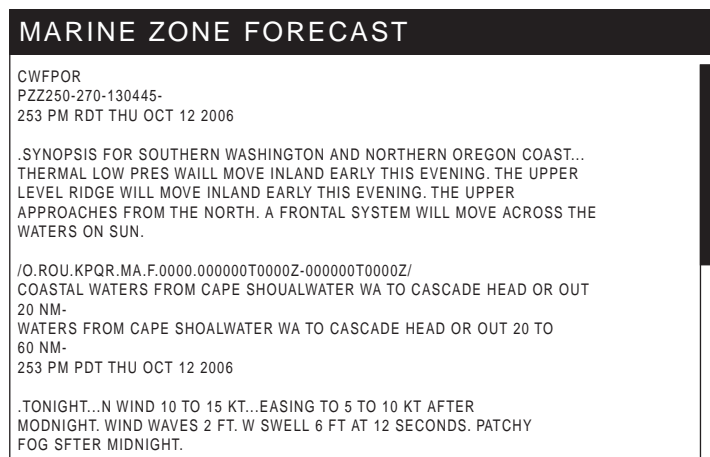 MARINE ZONE FORECAST
CWFPOR
PZZ250-270-130445-
253 PM RDT THU OCT 12 2006
.SYNOPSIS FOR SOUTHERN WASHINGTON AND NORTHERN OREGON COAST...
THERMAL LOW PRES WAILL MOVE INLAND EARLY THIS EVENING. THE UPPER
LEVEL RIDGE WILL MOVE INLAND EARLY THIS EVENING. THE UPPER
APPROACHES FROM THE NORTH. A FRONTAL SYSTEM WILL MOVE ACROSS THE
WATERS ON SUN.
/O.ROU.KPQR.MA.F.0000.000000T0000Z-000000T0000Z/
COASTAL WATERS FROM CAPE SHOUALWATER WA TO CASCADE HEAD OR OUT
20 NM-
WATERS FROM CAPE SHOALWATER WA TO CASCADE HEAD OR OUT 20 TO
60 NM-
253 PM PDT THU OCT 12 2006
.TONIGHT...N WIND 10 TO 15 KT...EASING TO 5 TO 10 KT AFTER
MODNIGHT. WIND WAVES 2 FT. W SWELL 6 FT AT 12 SECONDS. PATCHY
FOG SFTER MIDNIGHT.